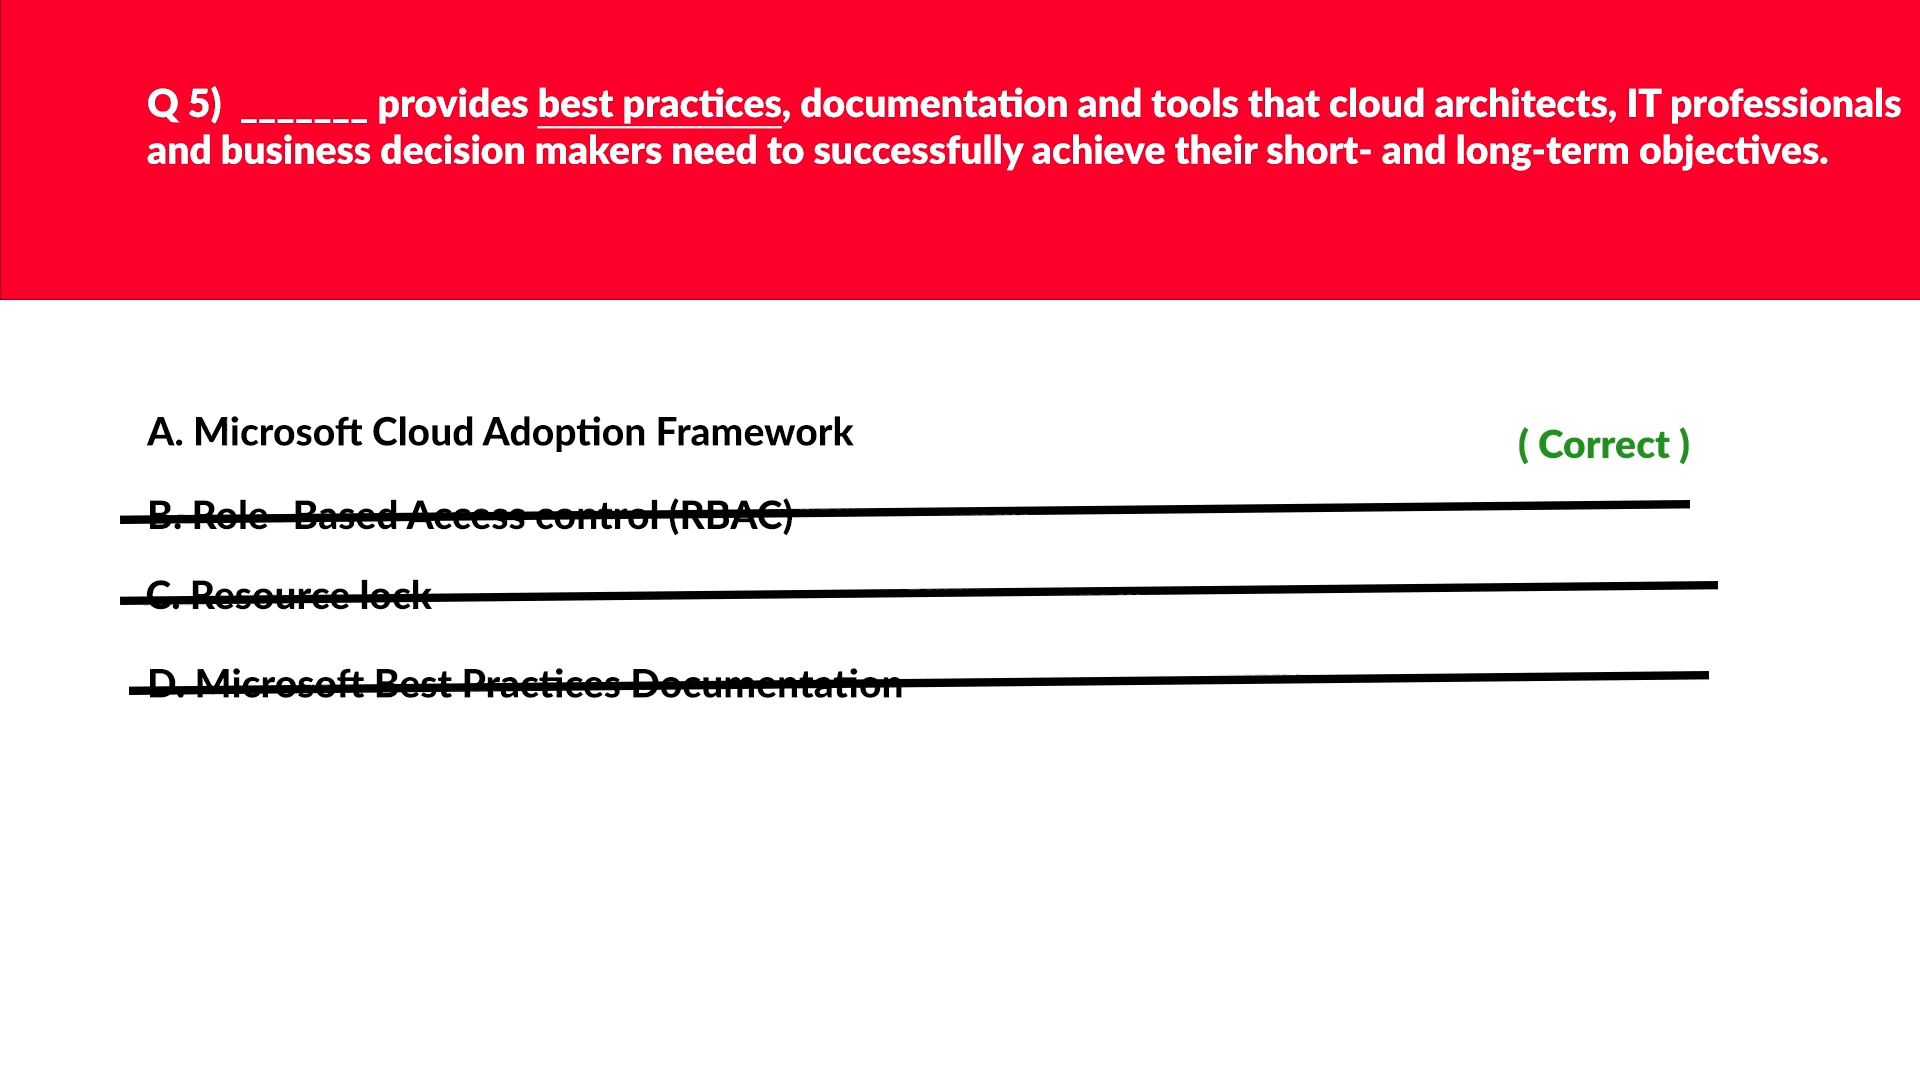 Q 5) _______ provides best practices, documentation and tools that cloud architects, IT professionals
and business decision makers need to successfully achieve their short- and long-term objectives.
A. Microsoft Cloud Adoption Framework
( Correct )
B. Role Based Access control (RBAC)
C. Resource lock
D. Microsoft Best Practices Documentation